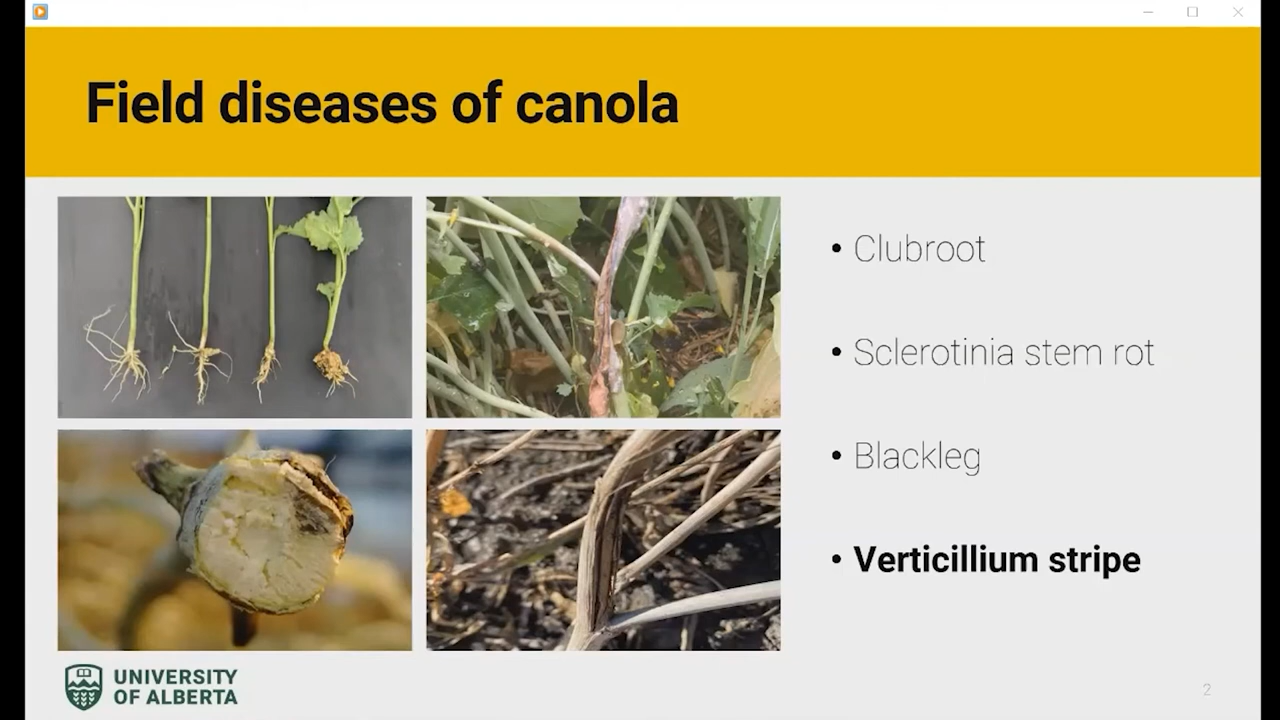 Field diseases of canola
• Clubroot
• Sclerotinia stem rot
• Blackleg
• Verticillium stripe
UNIVERSITY
OF ALBERTA
2